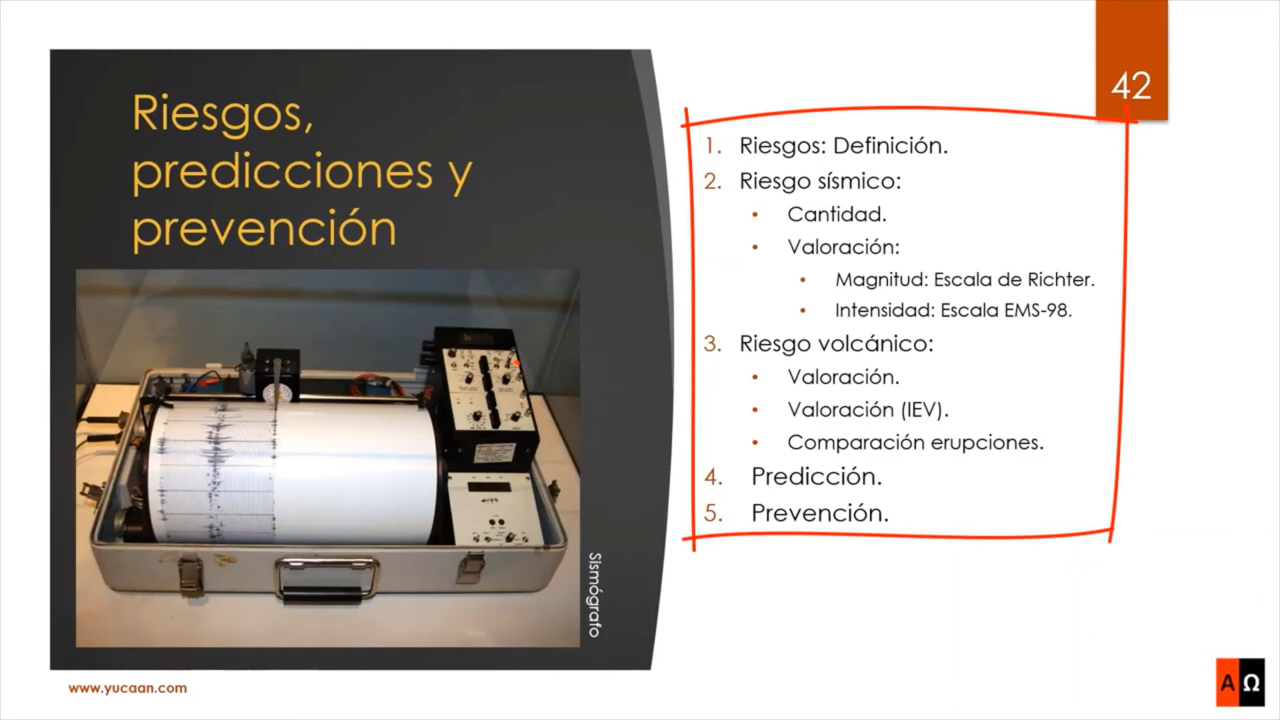 42
Riesgos,
predicciones y
prevención
1. Riesgos: Definición.
2. Riesgo sísmico:
• Cantidad.
• Valoración:
• Magnitud: Escala de Richter.
• Intensidad: Escala EMS-98.
3. Riesgo volcánico:
• Valoración.
• Valoración (IEV).
• Comparación erupciones.
4. Predicción.
5. Prevención.
Sismógrafo
www.yucaan.com
A Ω